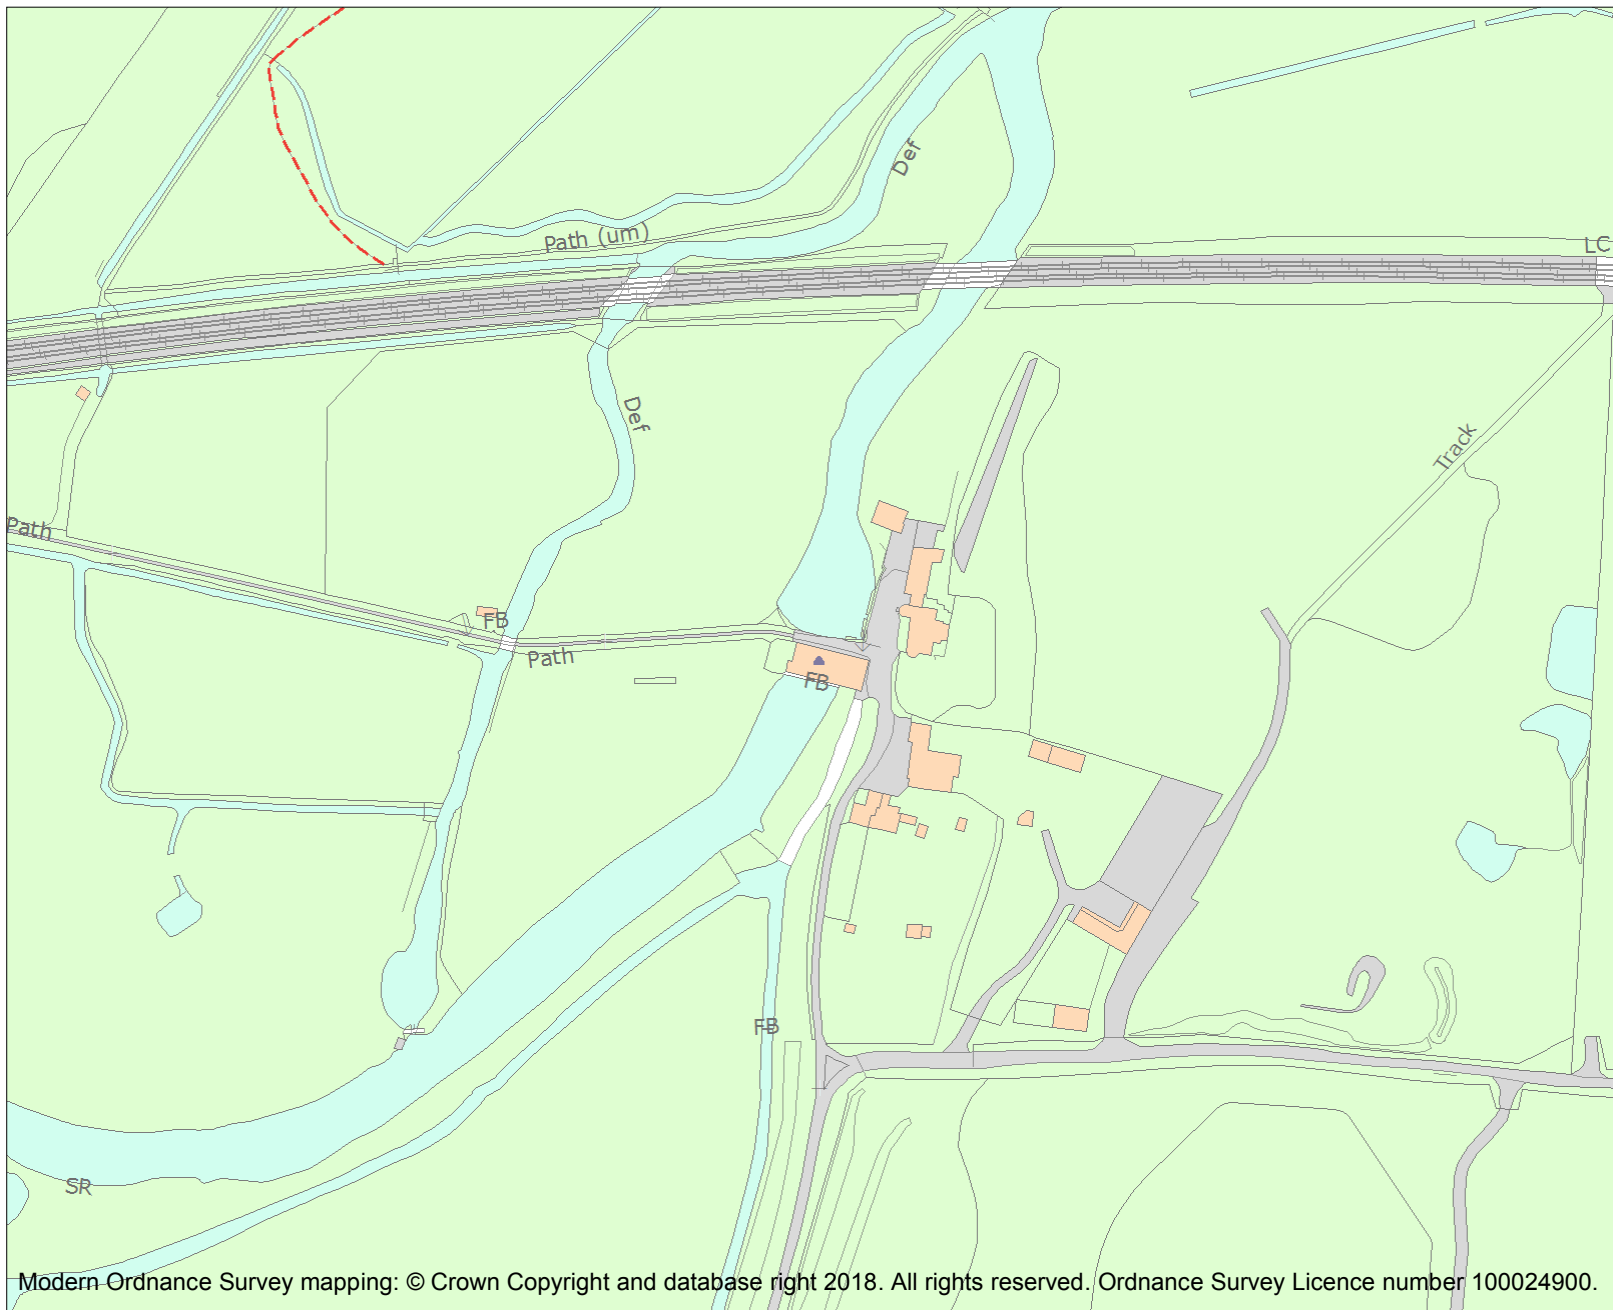 Def
Path (um)
LC
Def
Track
Path
FB
Path
FB
FB
SR
Modern Ordnance Survey mapping: © Crown Copyright and database right 2018. All rights reserved. Ordnance Survey Licence number 100024900.